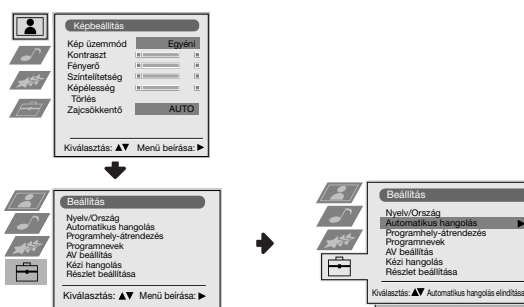 Képbeállítás
Kép üzemmód Egyéni
Kontraszt
Fényerő
Színtelítetség
Képélesség
Törlés
Zajcsökkentő AUTO
Kiválasztás: ▲▼ Menü beírása: ►
Beállítás
Nyelv/Ország
Automatikus hangolás
Programhely-átrendezés
Programnevek
AV beállítás
Kézi hangolás
Részlet beállítása
Kiválasztás: ▲▼ Menü beírása: ►
Beállítás
Nyelv/Ország
Automatikus hangolás ►
Programhely-átrendezés
Programnevek
AV beállítás
Kézi hangolás
Részlet beállítása
Kiválasztás: ▲▼ Automatikus hangolás elindítása